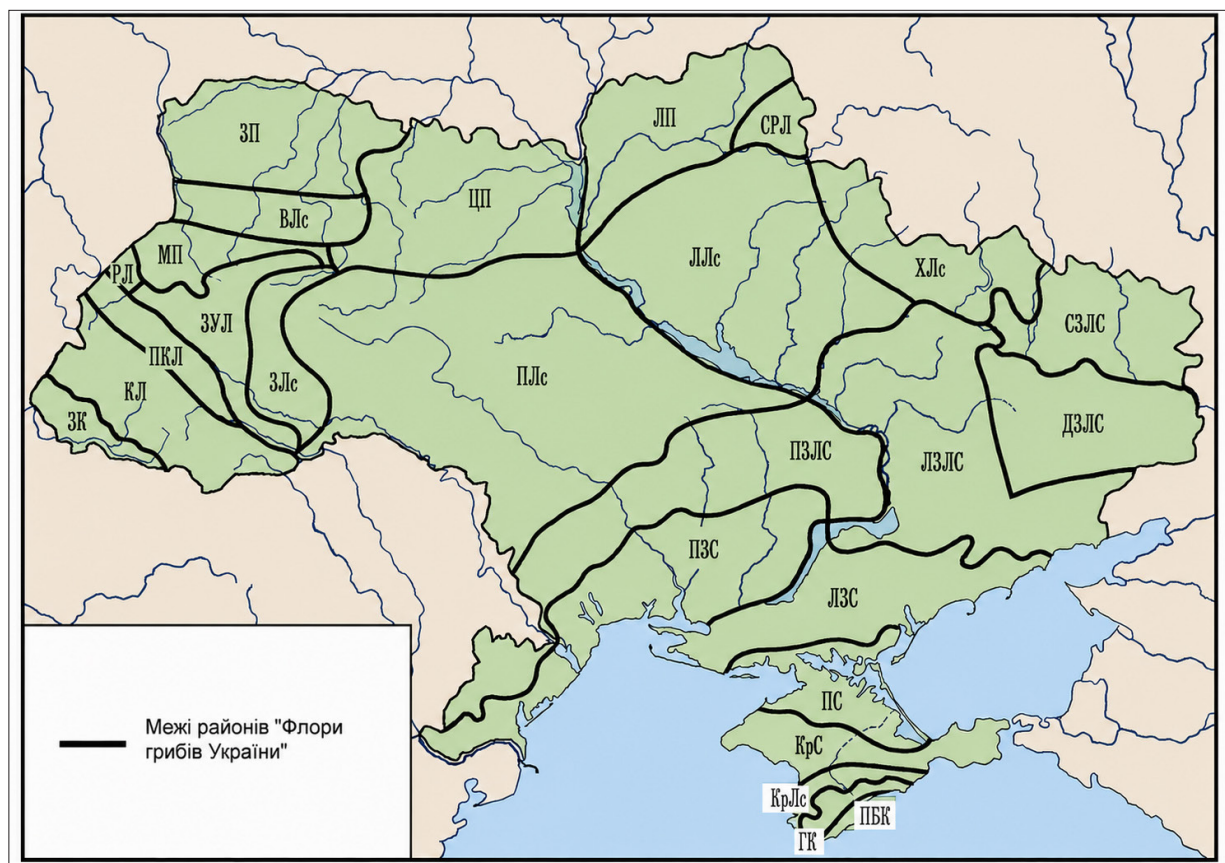 ЗП
ЛП
СРЛ
ЦП
ВЛс
МП
РЛ
ЛЛс
ХЛс
ЗУЛ
СЗЛС
ПКЛ
КЛ
ЗЛс
ПЛс
ЗК
ДЗЛС
ПЗЛС
ЛЗЛС
ПЗС
ЛЗС
ПС
КрС
КрЛс
ПБК
ГК
Межі районів "Флори
грибів України"